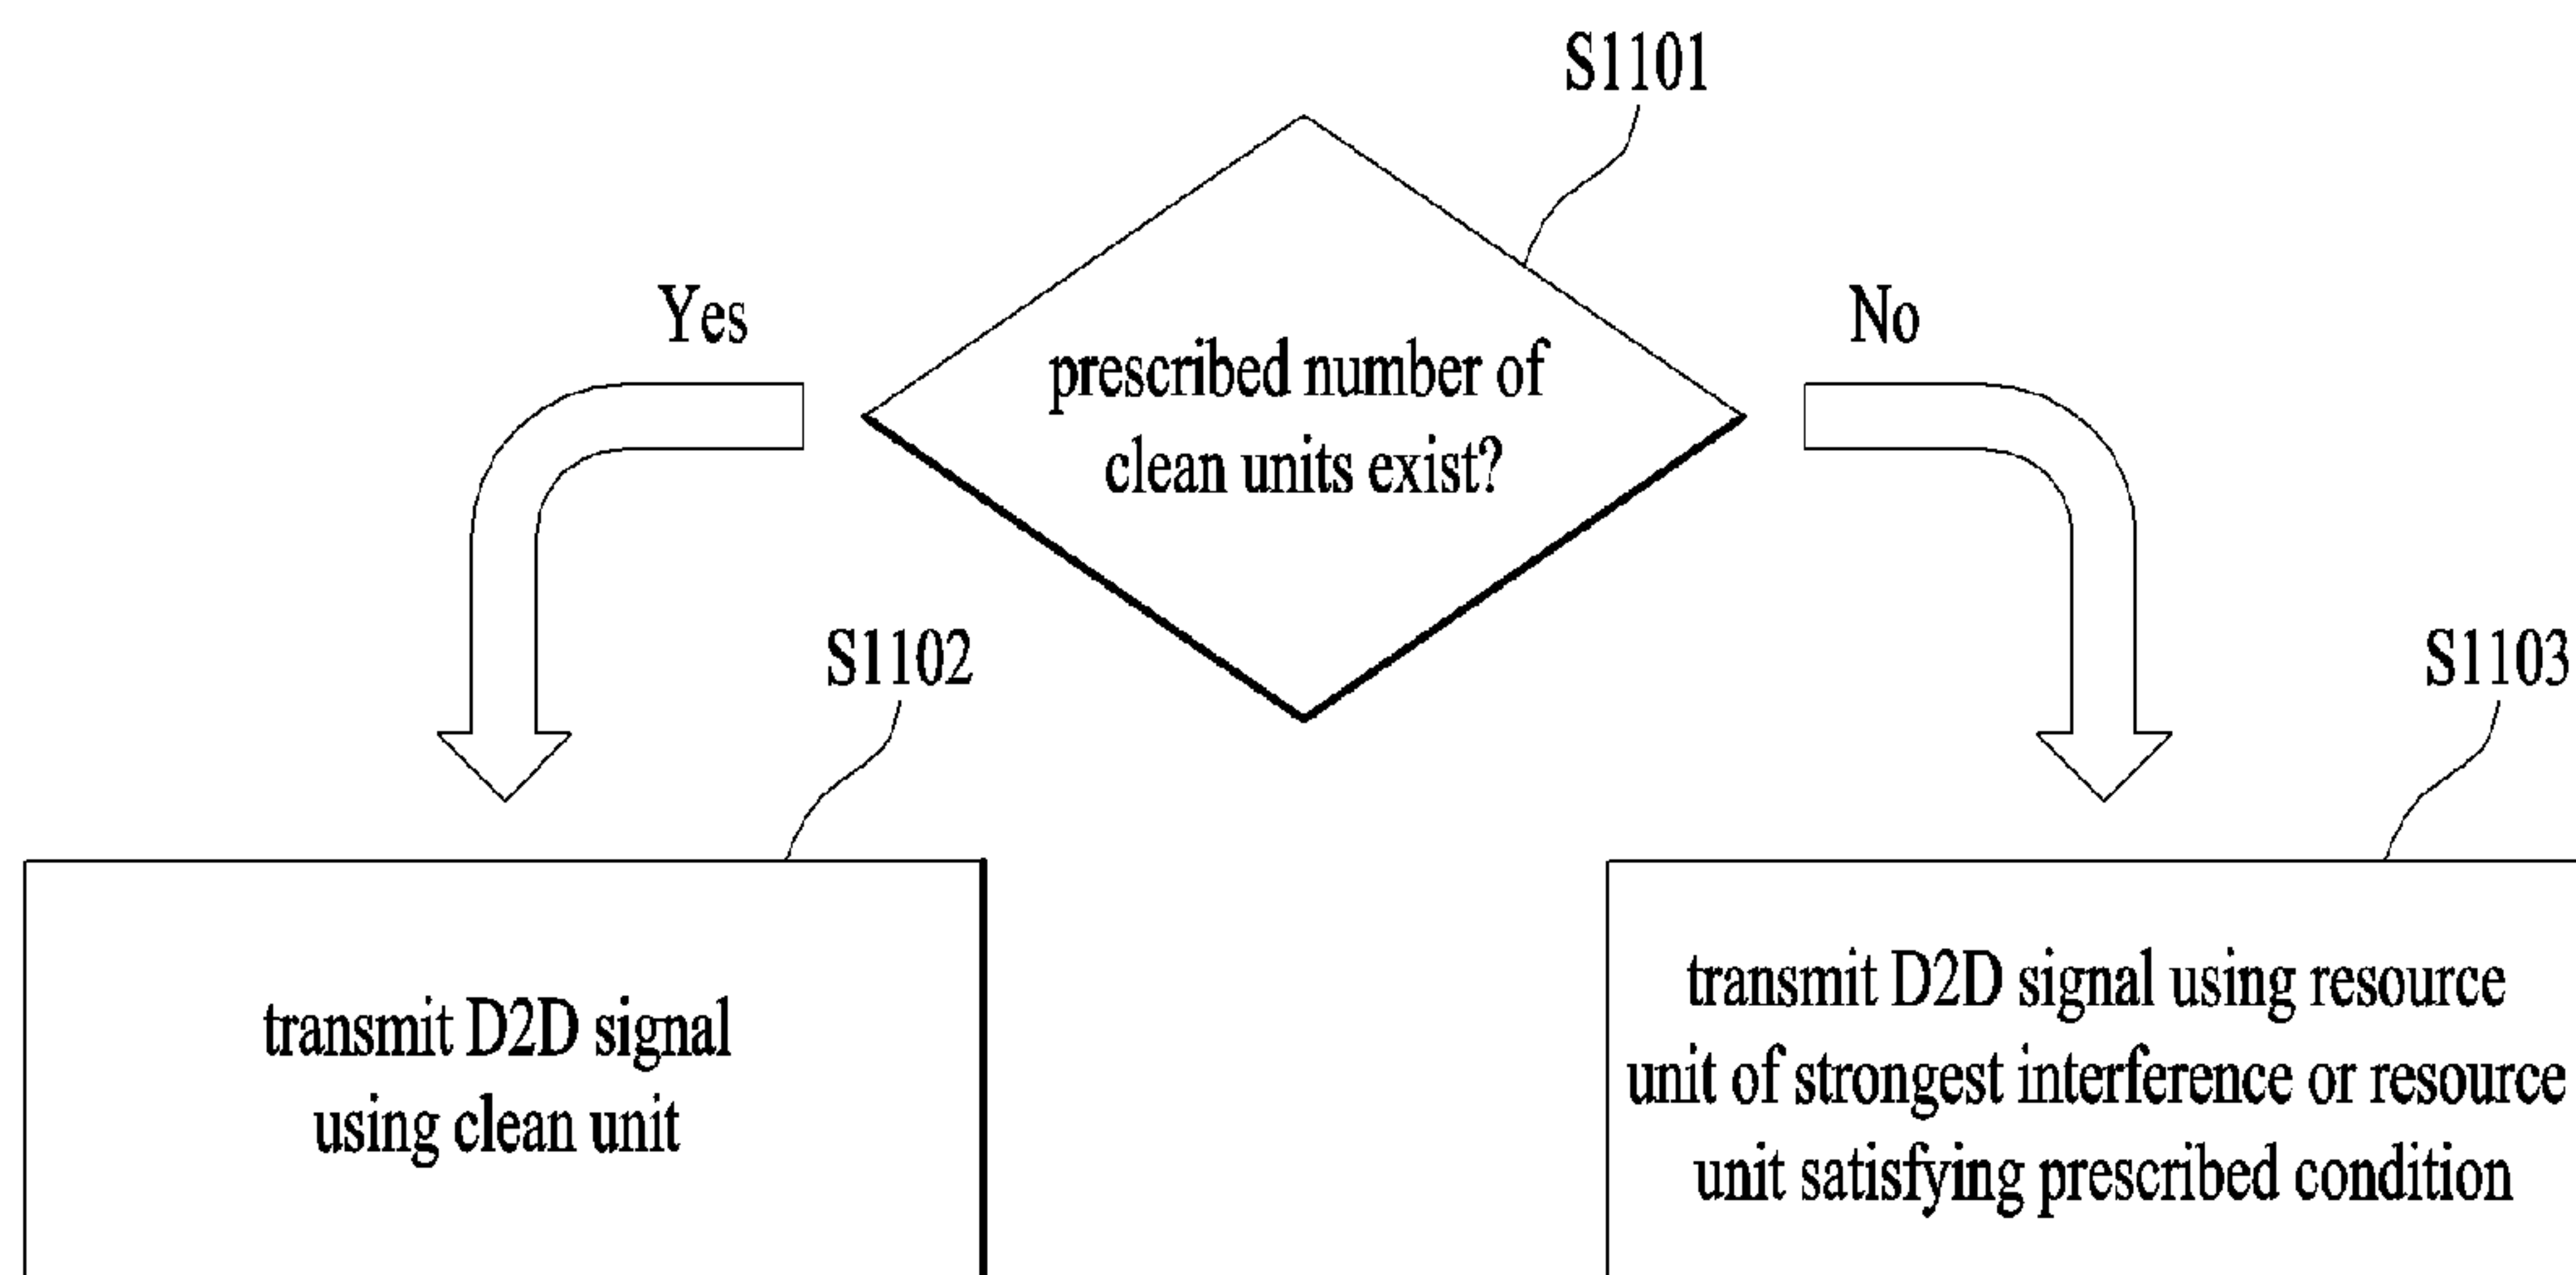 S1101
Yes
No
prescribed number of
clean units exist?
S1102
S1103
transmit D2D signal
using clean unit
transmit D2D signal using resource
unit of strongest interference or resource
unit satisfying prescribed condition